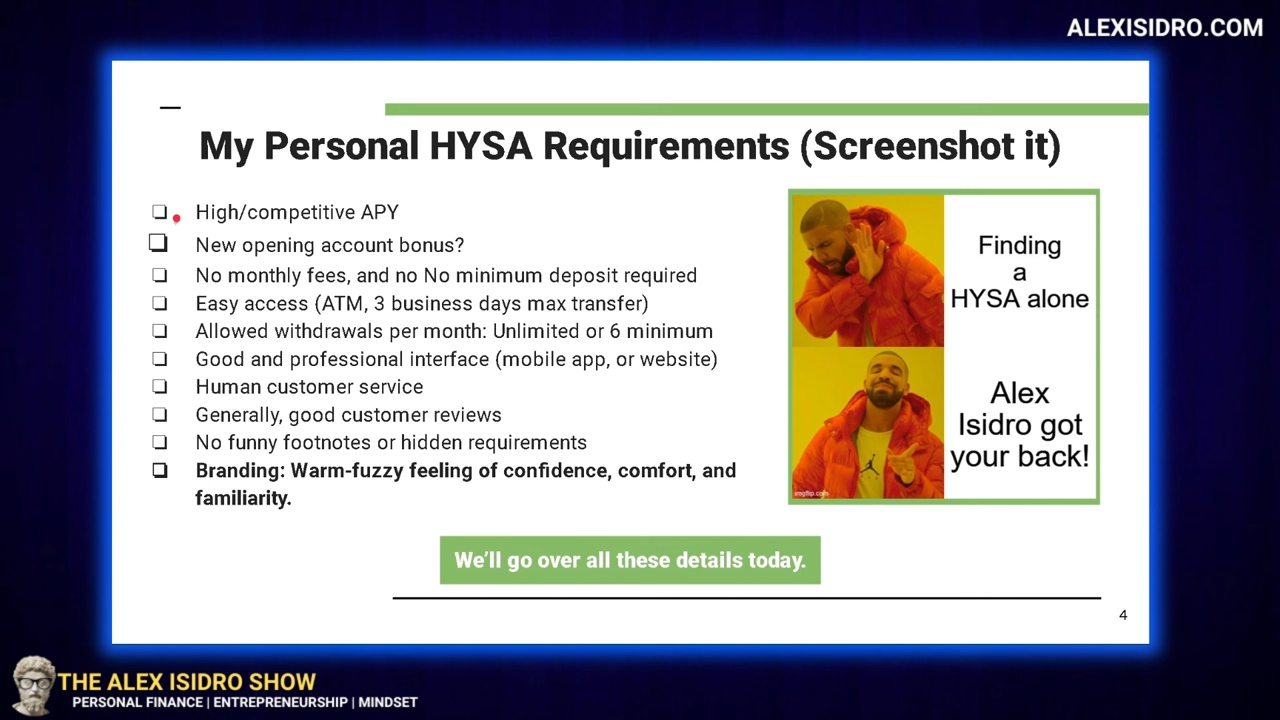 ALEXISIDRO.COM
My Personal HYSA Requirements (Screenshot it)
High/competitive APY
New opening account bonus?
No monthly fees, and no No minimum deposit required
Easy access (ATM, 3 business days max transfer)
Allowed withdrawals per month: Unlimited or 6 minimum
Good and professional interface (mobile app, or website)
Human customer service
Generally, good customer reviews
No funny footnotes or hidden requirements
Branding: Warm-fuzzy feeling of confidence, comfort, and
familiarity.
Finding
a
HYSA alone
Alex
Isidro got
your back!
imgflip.com
We'll go over all these details today.
4
THE ALEX ISIDRO SHOW
PERSONAL FINANCE | ENTREPRENEURSHIP | MINDSET